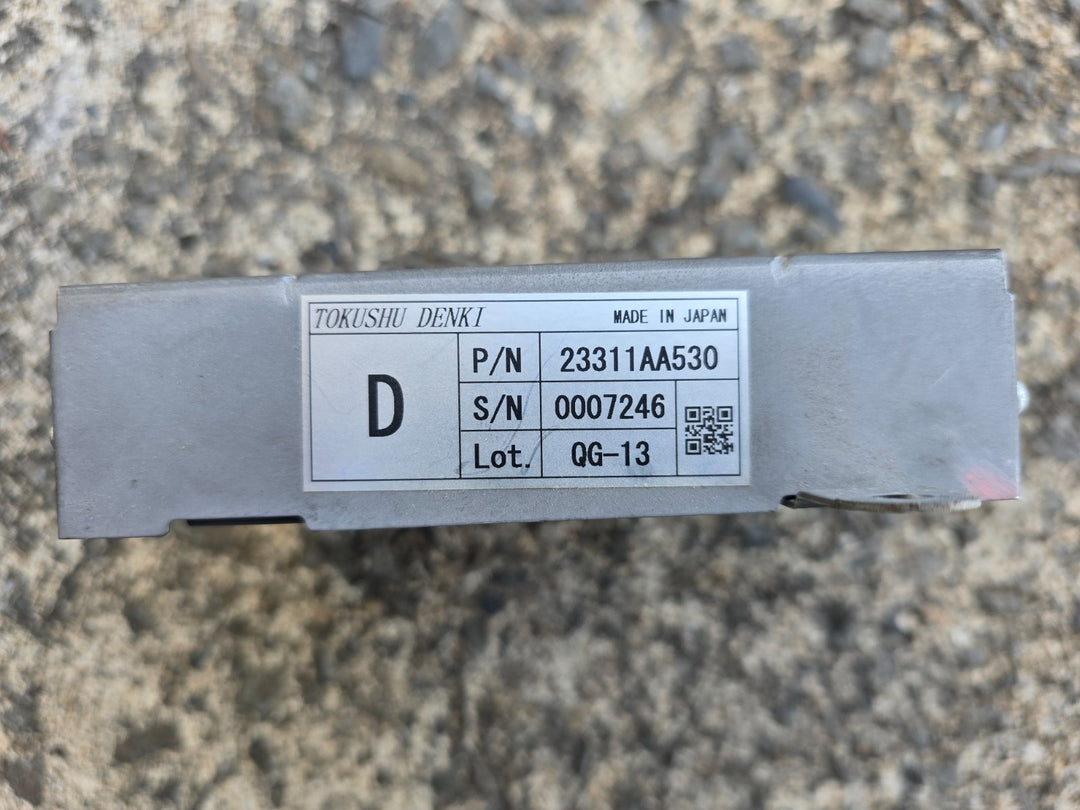 TOKUSHU DENKI MADE IN JAPAN
D
P/N 23311AA530
S/N 0007246
Lot. QG-13